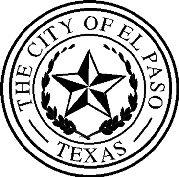 THE CITY OF EL PASO
TEXAS